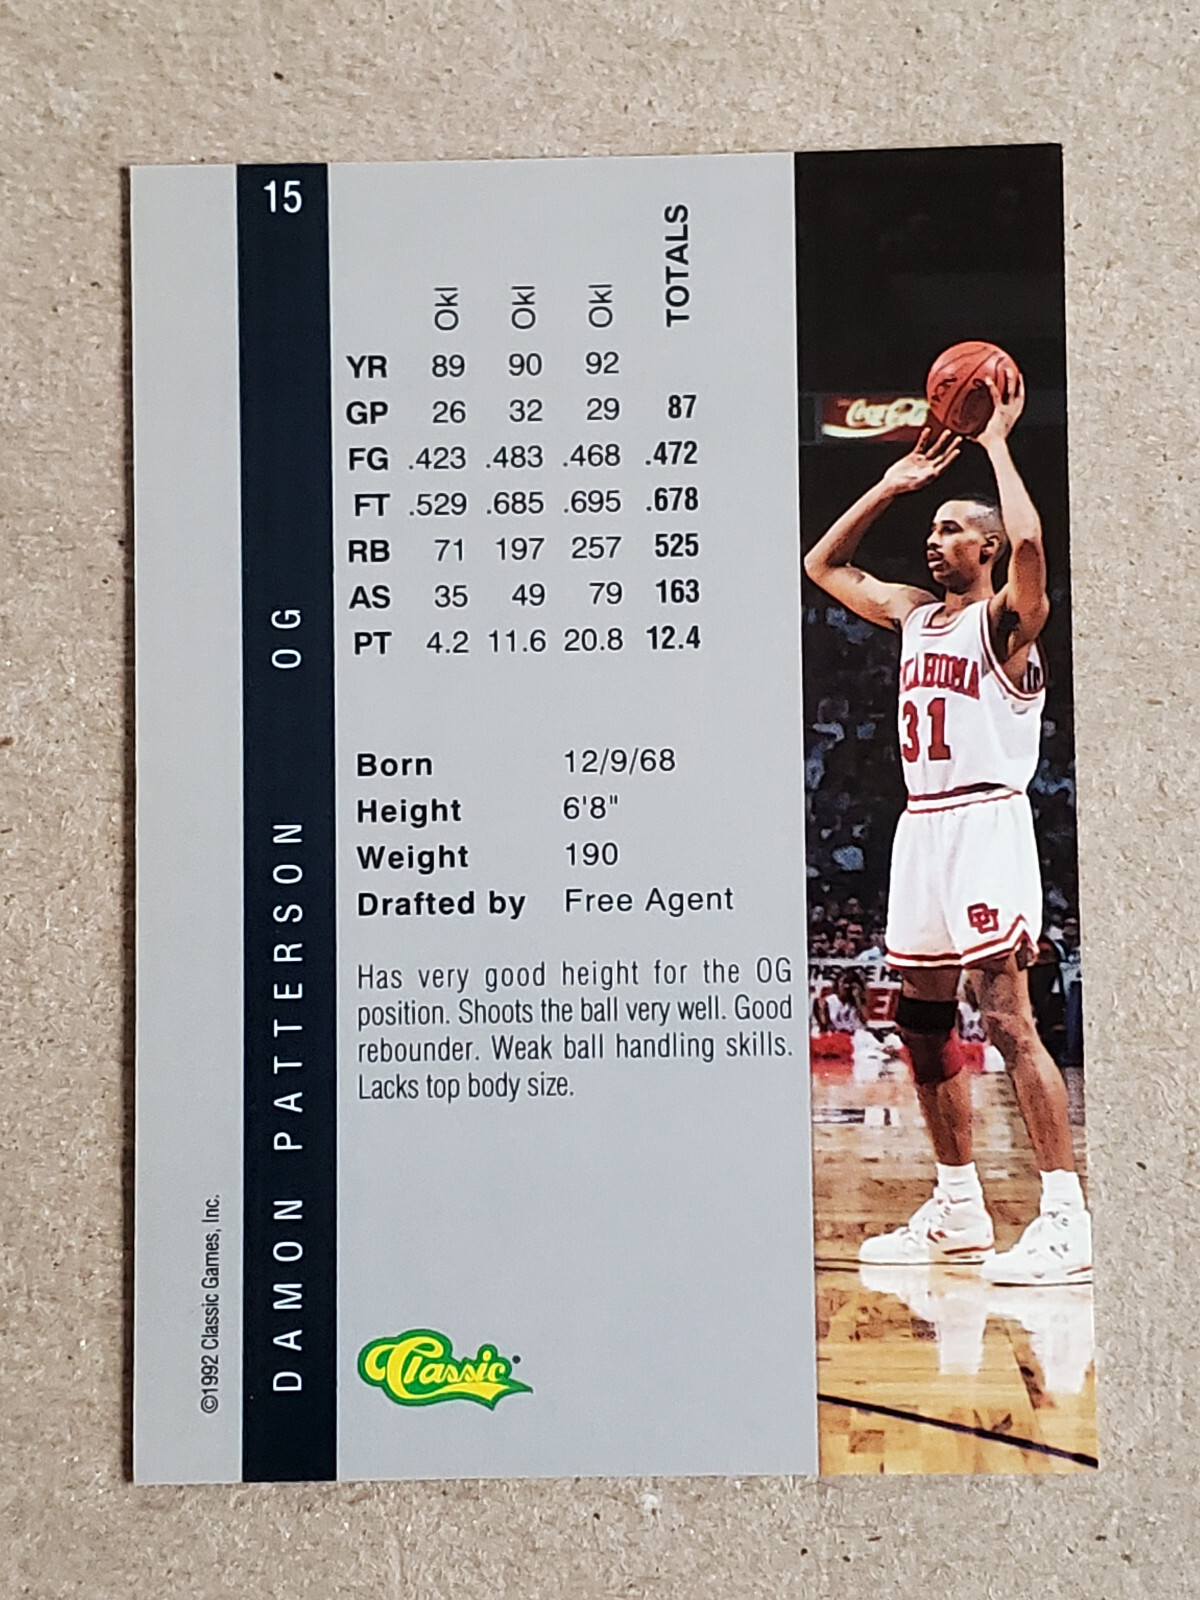 15
DAMON PATTERSON OG
©1992 Classic Games, Inc.
Okl Okl Okl TOTALS
YR 89 90 92
GP 26 32 29 87
FG .423 .483 .468 .472
FT .529 .685 .695 .678
RB 71 197 257 525
AS 35 49 79 163
PT 4.2 11.6 20.8 12.4
Born 12/9/68
Height 6'8"
Weight 190
Drafted by Free Agent
Has very good height for the OG
position. Shoots the ball very well. Good
rebounder. Weak ball handling skills.
Lacks top body size.
Classic
Coca-Cola
31
OU